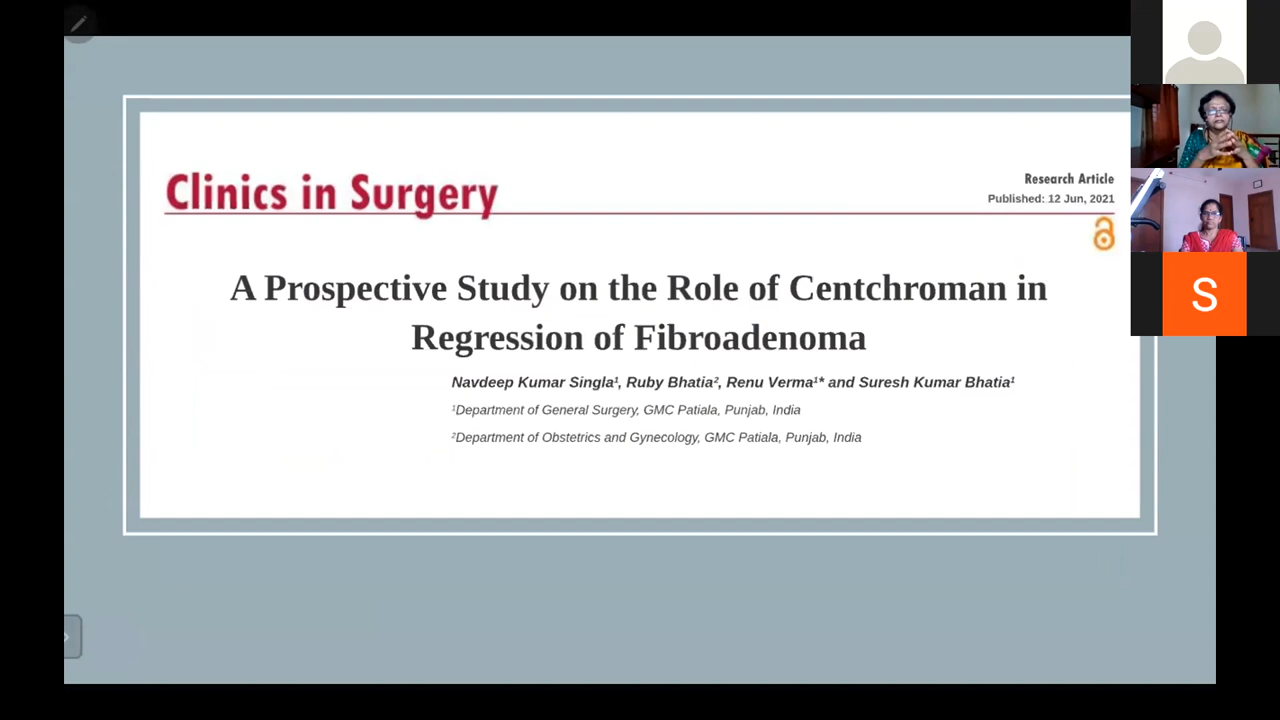 Clinics in Surgery
Research Article
Published: 12 Jun, 2021
A Prospective Study on the Role of Centchroman in
Regression of Fibroadenoma
Navdeep Kumar Singla¹, Ruby Bhatia², Renu Verma¹* and Suresh Kumar Bhatia¹
¹Department of General Surgery, GMC Patiala, Punjab, India
²Department of Obstetrics and Gynecology, GMC Patiala, Punjab, India
S